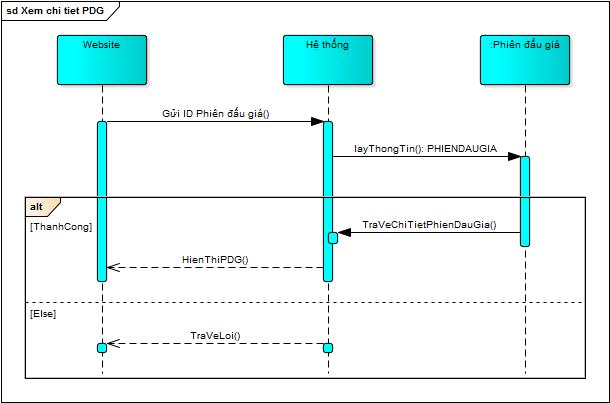 sd Xem chi tiet PDG
Website
Hệ thống
:Phiên đấu giá
Gửi ID Phiên đấu giá()
layThongTin(): PHIENDAUGIA
alt
[ThanhCong]
TraVeChiTietPhienDauGia()
HienThiPDG()
[Else]
TraVeLoi()